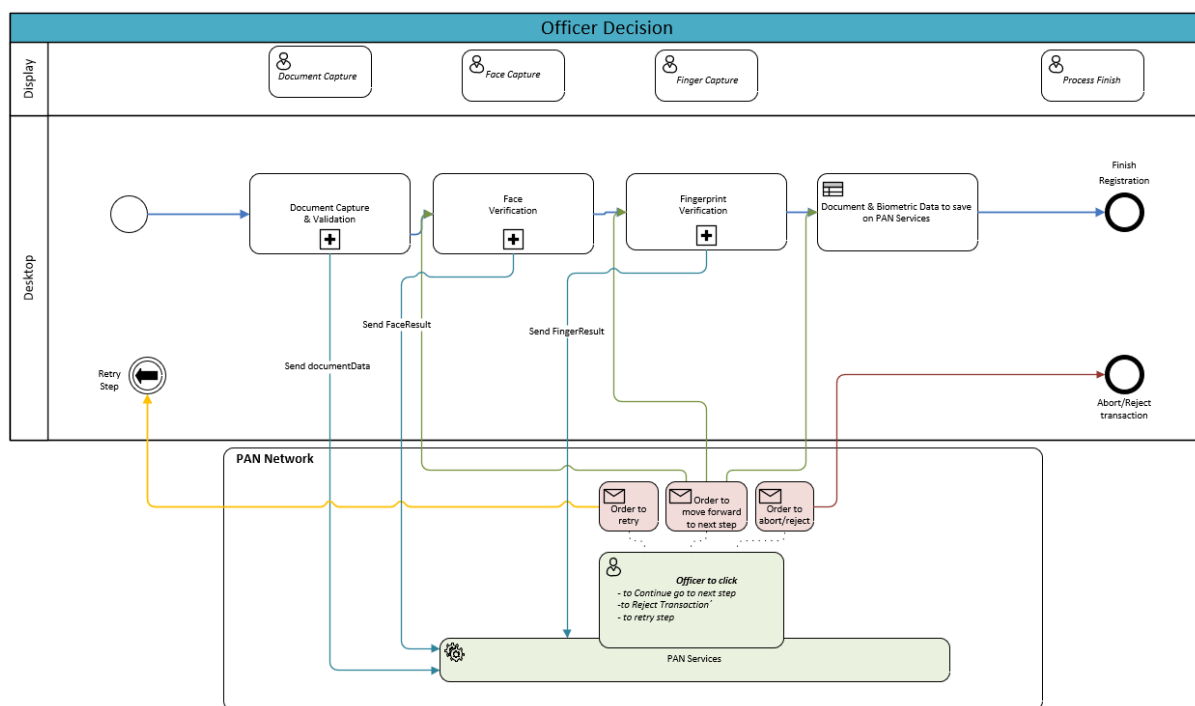 Officer Decision
Display
Document Capture
Face Capture
Finger Capture
Process Finish
Desktop
Document Capture
& Validation
Face
Verification
Fingerprint
Verification
Document & Biometric Data to save
on PAN Services
Finish
Registration
Send FaceResult
Send FingerResult
Send documentData
Retry
Step
Abort/Reject
transaction
PAN Network
Order to
retry
Order to
move forward
to next step
Order to
abort/reject
Officer to click
- to Continue go to next step
-to Reject Transaction´
- to retry step
PAN Services